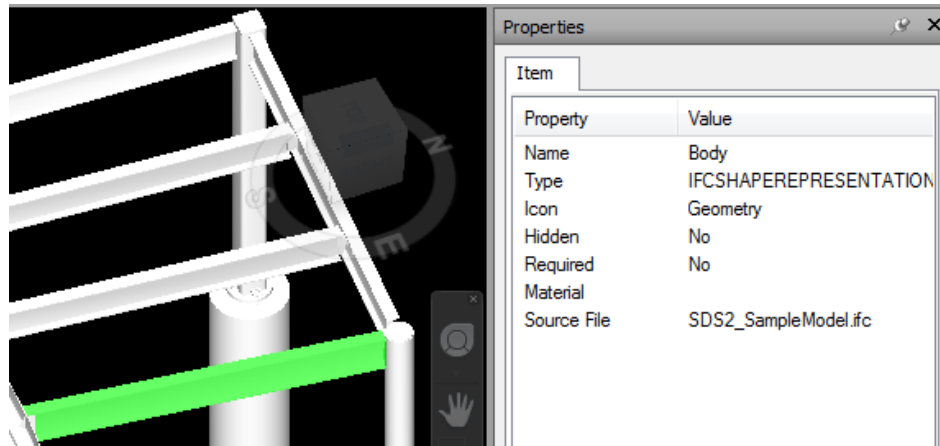 Properties
Item
Property Value
Name Body
Type IFCSHAPEREPRESENTATION
Icon Geometry
Hidden No
Required No
Material
Source File SDS2_SampleModel.ifc
N
S
E